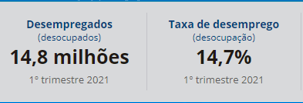 Desempregados
(desocupados)
14,8 milhões
1º trimestre 2021
Taxa de desemprego
(desocupação)
14,7%
1º trimestre 2021